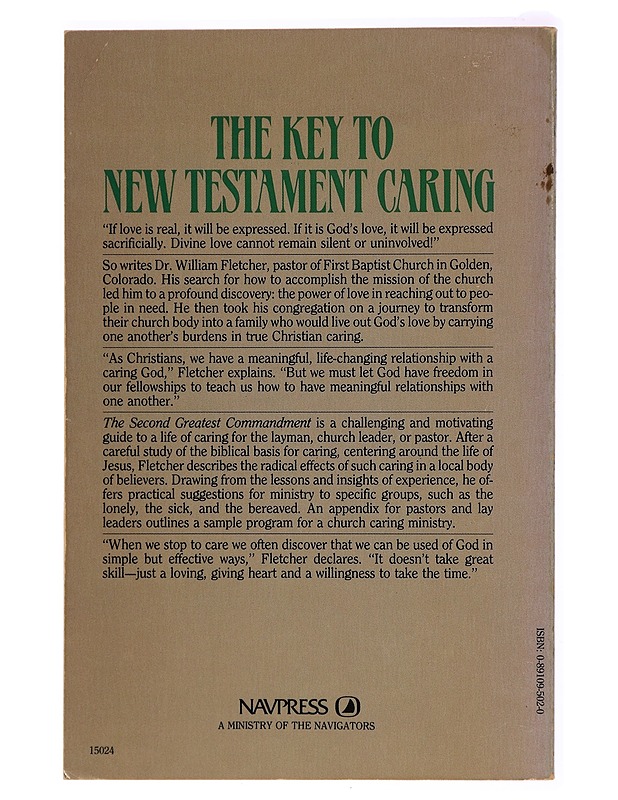 THE KEY TO
NEW TESTAMENT CARING
“If love is real, it will be expressed. If it is God’s love, it will be expressed
sacrificially. Divine love cannot remain silent or uninvolved!”
So writes Dr. William Fletcher, pastor of First Baptist Church in Golden,
Colorado. His search for how to accomplish the mission of the church
led him to a profound discovery: the power of love in reaching out to peo-
ple in need. He then took his congregation on a journey to transform
their church body into a family who would live out God’s love by carrying
one another’s burdens in true Christian caring.
“As Christians, we have a meaningful, life-changing relationship with a
caring God,” Fletcher explains. “But we must let God have freedom in
our fellowships to teach us how to have meaningful relationships with
one another.”
The Second Greatest Commandment is a challenging and motivating
guide to a life of caring for the layman, church leader, or pastor. After a
careful study of the biblical basis for caring, centering around the life of
Jesus, Fletcher describes the radical effects of such caring in a local body
of believers. Drawing from the lessons and insights of experience, he of-
fers practical suggestions for ministry to specific groups, such as the
lonely, the sick, and the bereaved. An appendix for pastors and lay
leaders outlines a sample program for a church caring ministry.
“When we stop to care we often discover that we can be used of God in
simple but effective ways,” Fletcher declares. “It doesn’t take great
skill—just a loving, giving heart and a willingness to take the time.”
ISBN: 0-89109-502-0
NAVPRESS
A MINISTRY OF THE NAVIGATORS
15024